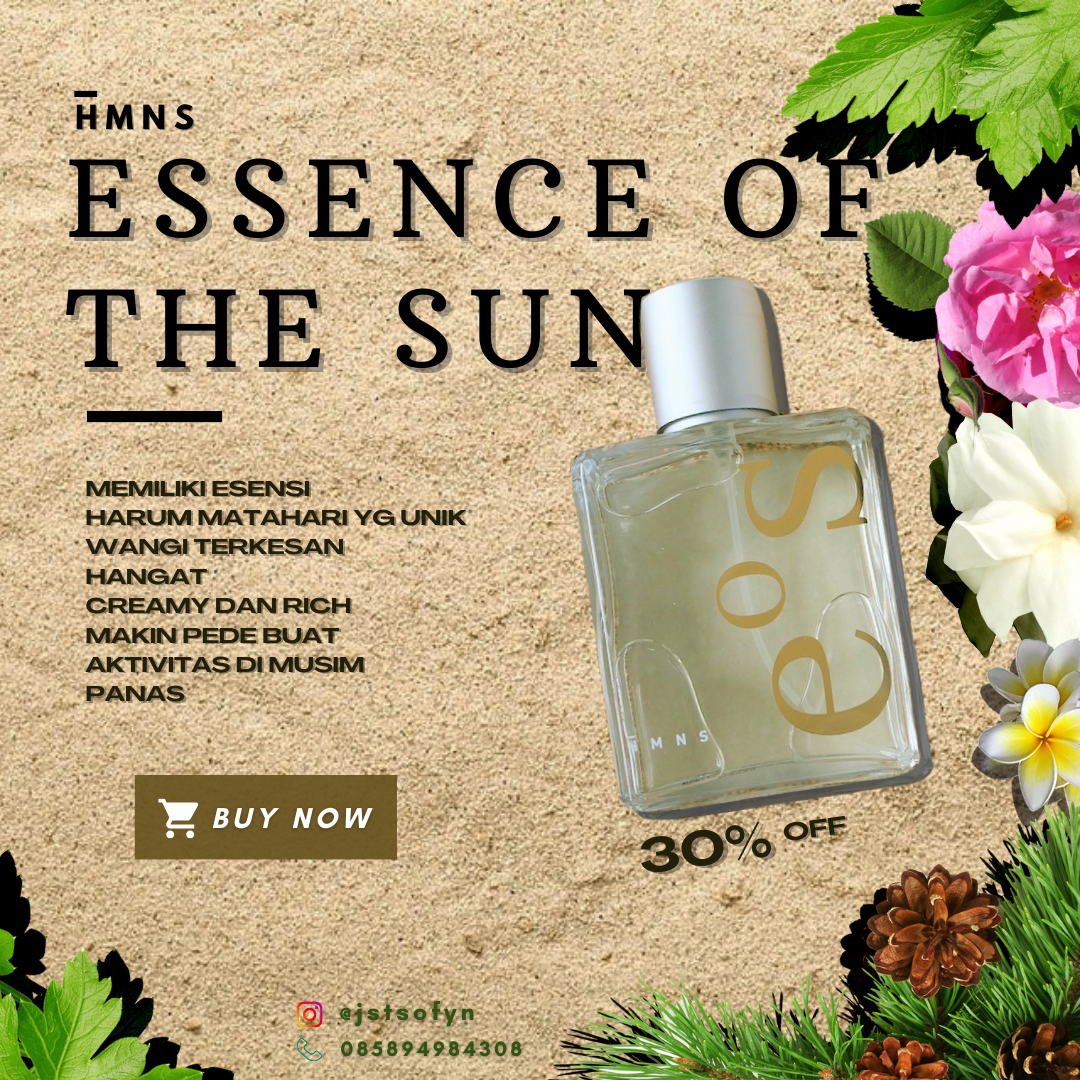 HMNS
ESSENCE OF
THE SUN
MEMILIKI ESENSI
HARUM MATAHARI YG UNIK
WANGI TERKESAN
HANGAT
CREAMY DAN RICH
MAKIN PEDE BUAT
AKTIVITAS DI MUSIM
PANAS
eos
HMNS
BUY NOW
30% OFF
@jstsofyn
085894984308